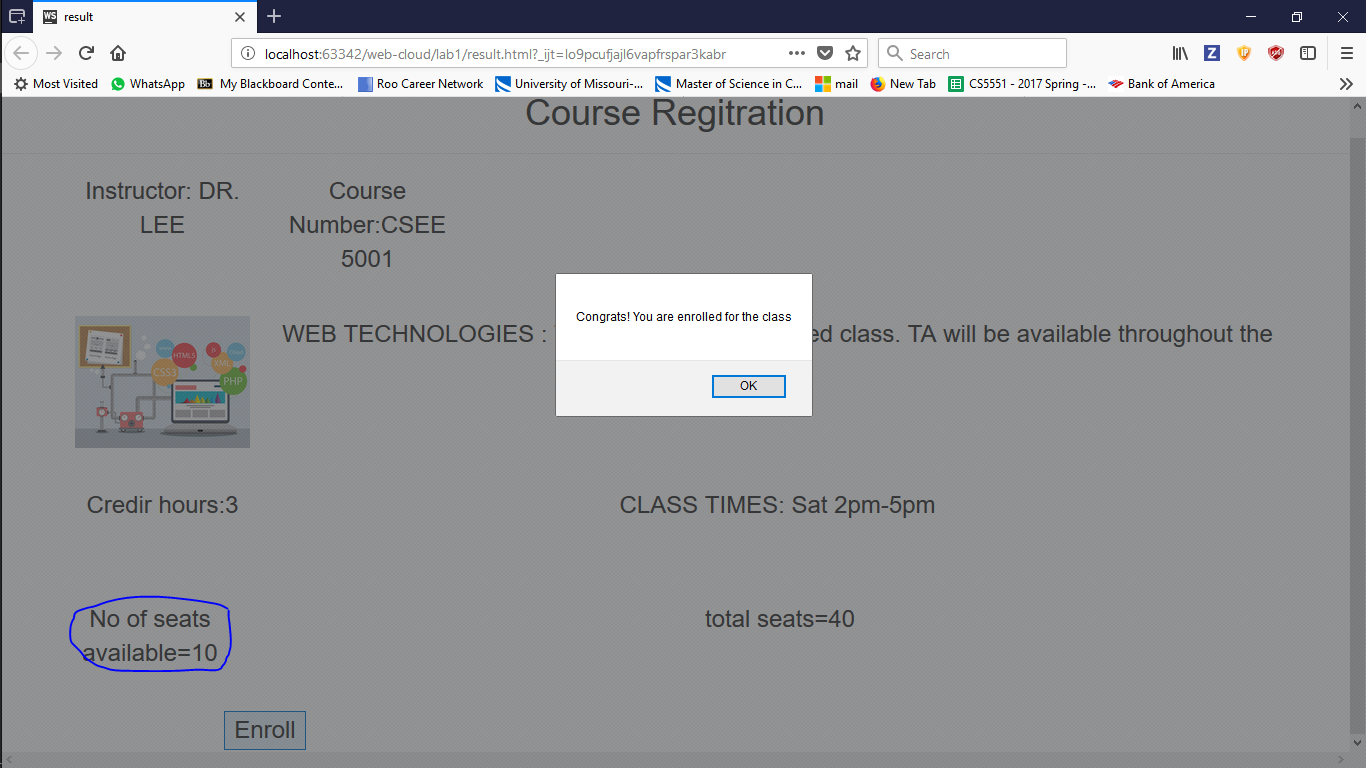 result
localhost:63342/web-cloud/lab1/result.html?_ijt=lo9pcufjajl6vapfrspar3kabr
Search
Most Visited WhatsApp My Blackboard Conte... Roo Career Network University of Missouri-... Master of Science in C... mail New Tab CS5551 - 2017 Spring -... Bank of America
Course Regitration
Instructor: DR.
LEE
Course
Number:CSEE
5001
HTML5
CSS3
XML
PHP
WEB TECHNOLOGIES : ed class. TA will be available throughout the
Congrats! You are enrolled for the class
OK
Credir hours:3 CLASS TIMES: Sat 2pm-5pm
No of seats
available=10
total seats=40
Enroll